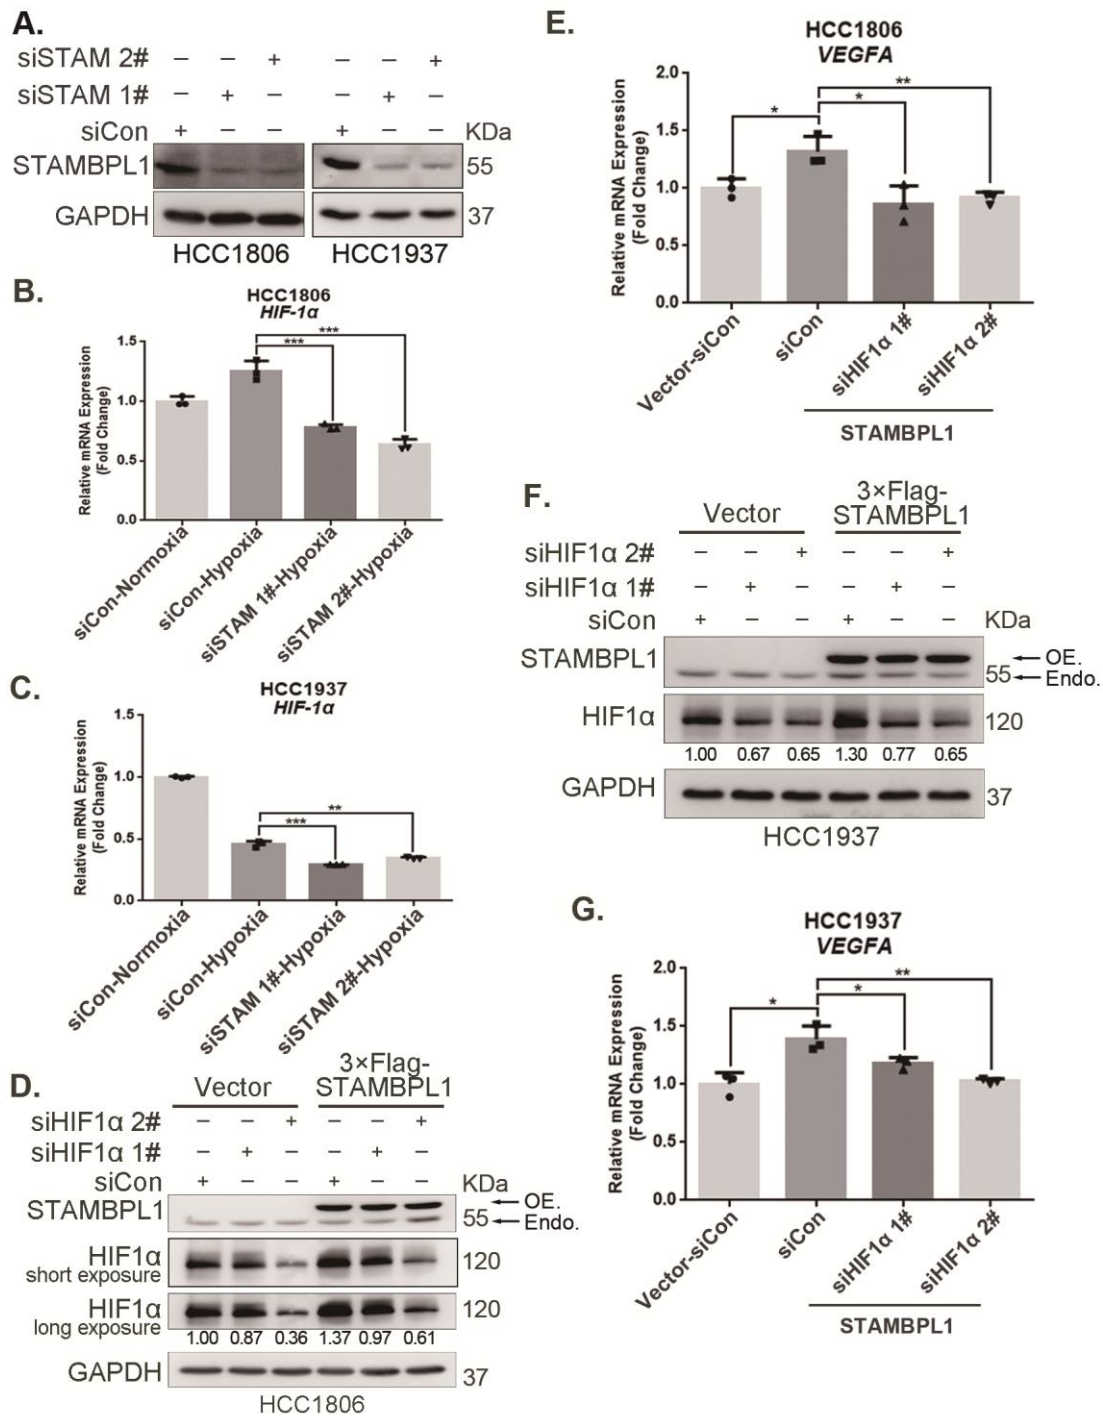 A.
siSTAM 2# − − + − − +
siSTAM 1# − + − − + −
siCon + − − + − − KDa
STAMBPL1 55
GAPDH 37
HCC1806 HCC1937
B.
HCC1806
HIF-1α
Relative mRNA Expression
(Fold Change)
1.5
1.0
0.5
0.0
***
***
siCon-Normoxia
siCon-Hypoxia
siSTAM 1#-Hypoxia
siSTAM 2#-Hypoxia
C.
HCC1937
HIF-1α
Relative mRNA Expression
(Fold Change)
1.5
1.0
0.5
0.0
**
***
siCon-Normoxia
siCon-Hypoxia
siSTAM 1#-Hypoxia
siSTAM 2#-Hypoxia
D.
Vector
3×Flag-
STAMBPL1
siHIF1α 2# − − + − − +
siHIF1α 1# − + − − + −
siCon + − − + − − KDa
STAMBPL1 55 OE.
Endo.
HIF1α 120
short exposure
HIF1α 120
long exposure
1.00 0.87 0.36 1.37 0.97 0.61
GAPDH 37
HCC1806
E.
HCC1806
VEGFA
Relative mRNA Expression
(Fold Change)
2.0
1.5
1.0
0.5
0.0
**
*
*
Vector-siCon
siCon
siHIF1α 1#
siHIF1α 2#
STAMBPL1
F.
Vector
3×Flag-
STAMBPL1
siHIF1α 2# − − + − − +
siHIF1α 1# − + − − + −
siCon + − − + − − KDa
STAMBPL1 OE.
55 Endo.
HIF1α 120
1.00 0.67 0.65 1.30 0.77 0.65
GAPDH 37
HCC1937
G.
HCC1937
VEGFA
Relative mRNA Expression
(Fold Change)
2.0
1.5
1.0
0.5
0.0
**
*
*
Vector-siCon
siCon
siHIF1α 1#
siHIF1α 2#
STAMBPL1